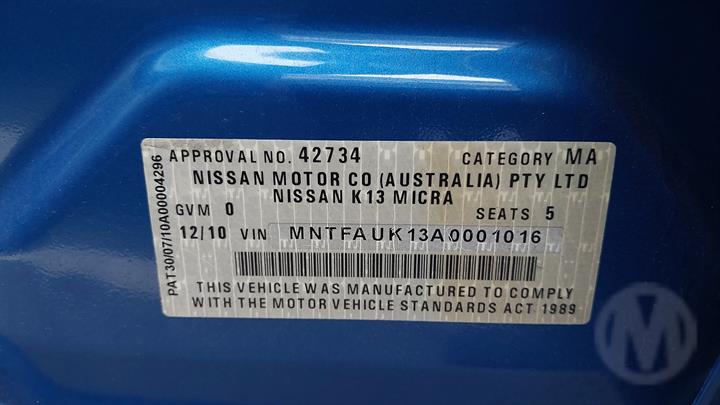 APPROVAL NO. 42734 CATEGORY MA
NISSAN MOTOR CO (AUSTRALIA) PTY LTD
NISSAN K13 MICRA
GVM 0 SEATS 5
12/10 VIN MNTFAUK13A0001016
THIS VEHICLE WAS MANUFACTURED TO COMPLY
WITH THE MOTOR VEHICLE STANDARDS ACT 1989
PAT30/07/10A00004296
M